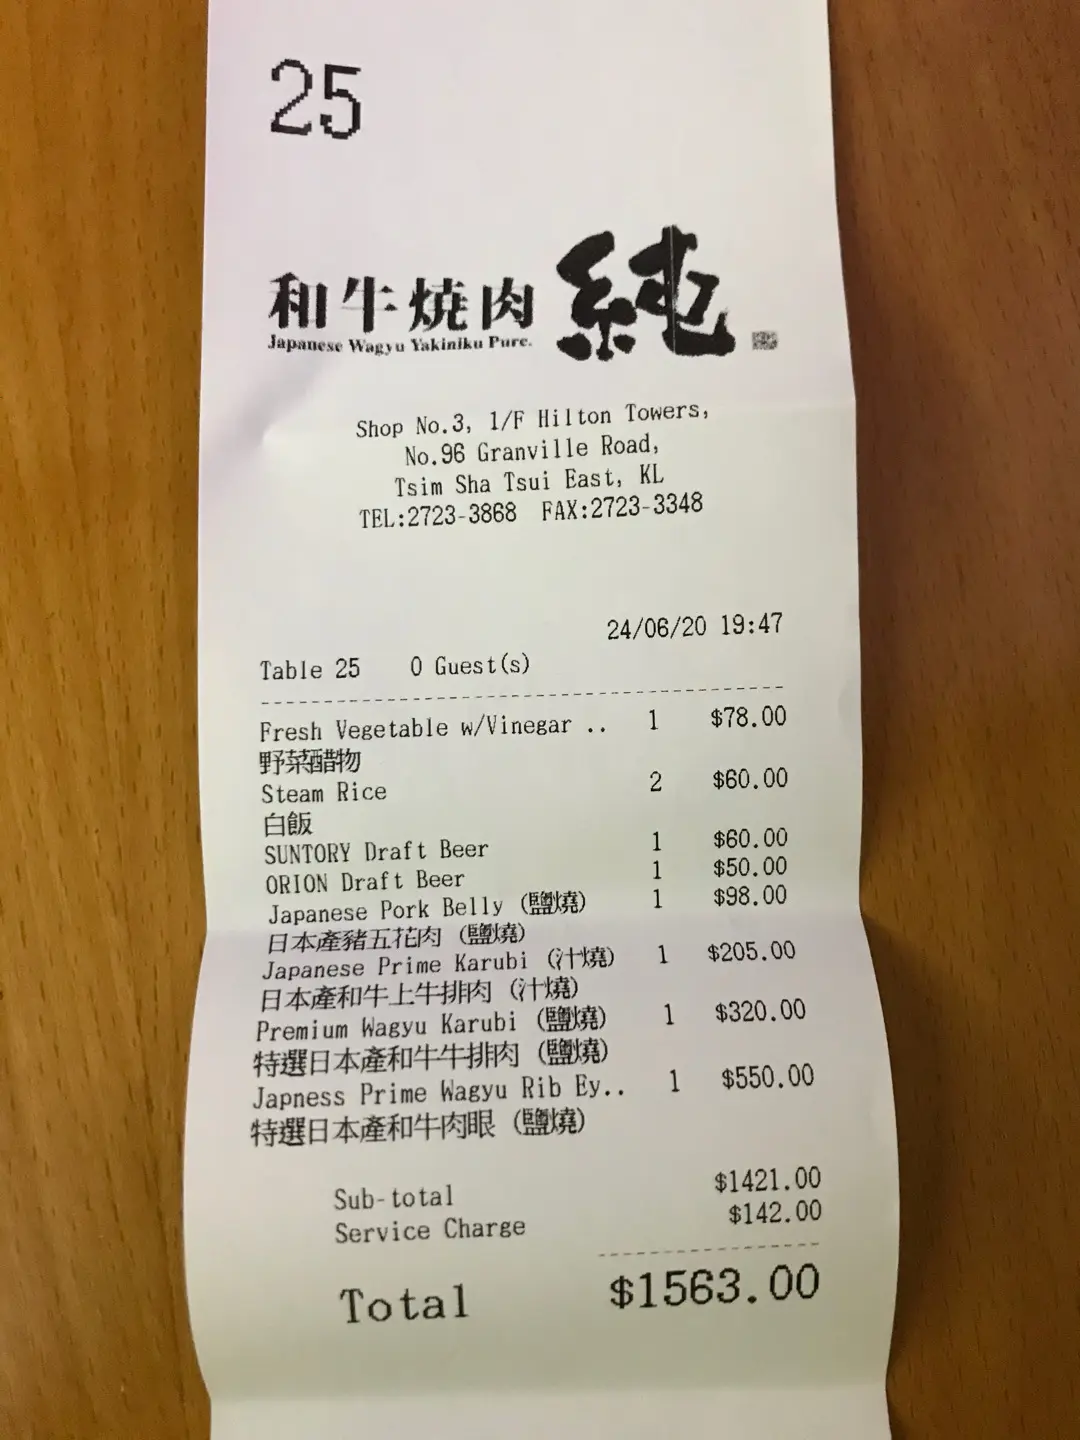 25
和牛燒肉 純
Japanese Wagyu Yakiniku Pure.
Shop No.3, 1/F Hilton Towers,
No.96 Granville Road,
Tsim Sha Tsui East, KL
TEL:2723-3868 FAX:2723-3348
24/06/20 19:47
Table 25 0 Guest(s)
Fresh Vegetable w/Vinegar .. 1 $78.00
野菜醋物
Steam Rice 2 $60.00
白飯
SUNTORY Draft Beer 1 $60.00
ORION Draft Beer 1 $50.00
Japanese Pork Belly (鹽燒) 1 $98.00
日本產豬五花肉 (鹽燒)
Japanese Prime Karubi (汁燒) 1 $205.00
日本產和牛上牛排肉 (汁燒)
Premium Wagyu Karubi (鹽燒) 1 $320.00
特選日本產和牛牛排肉 (鹽燒)
Japness Prime Wagyu Rib Ey.. 1 $550.00
特選日本產和牛肉眼 (鹽燒)
Sub-total $1421.00
Service Charge $142.00
Total $1563.00